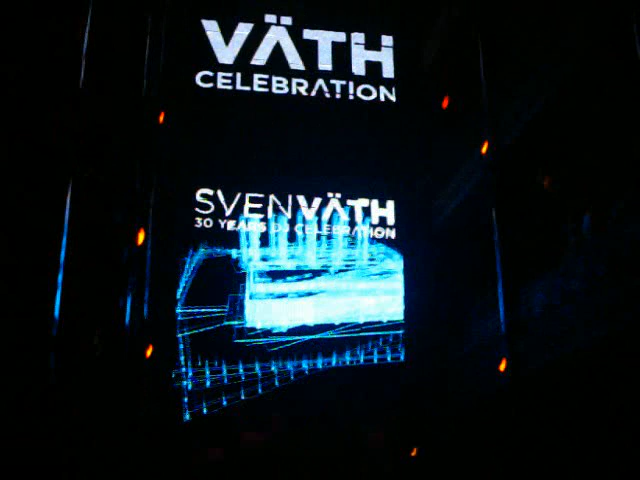 VÄTH
CELEBRATION
SVENVÄTH
30 YEARS DJ CELEBRATION